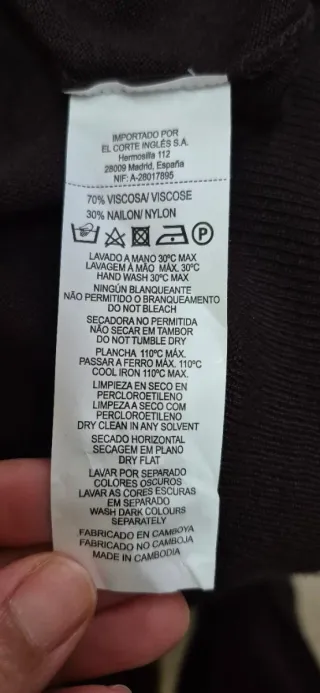 IMPORTADO POR
EL CORTE INGLÉS S.A.
Hermosilla 112
28009 Madrid, España
NIF: A-28017895
70% VISCOSA/ VISCOSE
30% NAILON/ NYLON
P
LAVADO A MANO 30ºC MAX
LAVAGEM À MÃO MÁX. 30ºC
HAND WASH 30ºC MAX
NINGÚN BLANQUEANTE
NÃO PERMITIDO O BRANQUEAMENTO
DO NOT BLEACH
SECADORA NO PERMITIDA
NÃO SECAR EM TAMBOR
DO NOT TUMBLE DRY
PLANCHA 110ºC MÁX.
PASSAR A FERRO MÁX. 110ºC
COOL IRON 110ºC MAX.
LIMPIEZA EN SECO EN
PERCLOROETILENO
LIMPEZA A SECO COM
PERCLOROETILENO
DRY CLEAN IN ANY SOLVENT
SECADO HORIZONTAL
SECAGEM EM PLANO
DRY FLAT
LAVAR POR SEPARADO
COLORES OSCUROS
LAVAR AS CORES ESCURAS
EM SEPARADO
WASH DARK COLOURS
SEPARATELY
FABRICADO EN CAMBOYA
FABRICADO NO CAMBOJA
MADE IN CAMBODIA